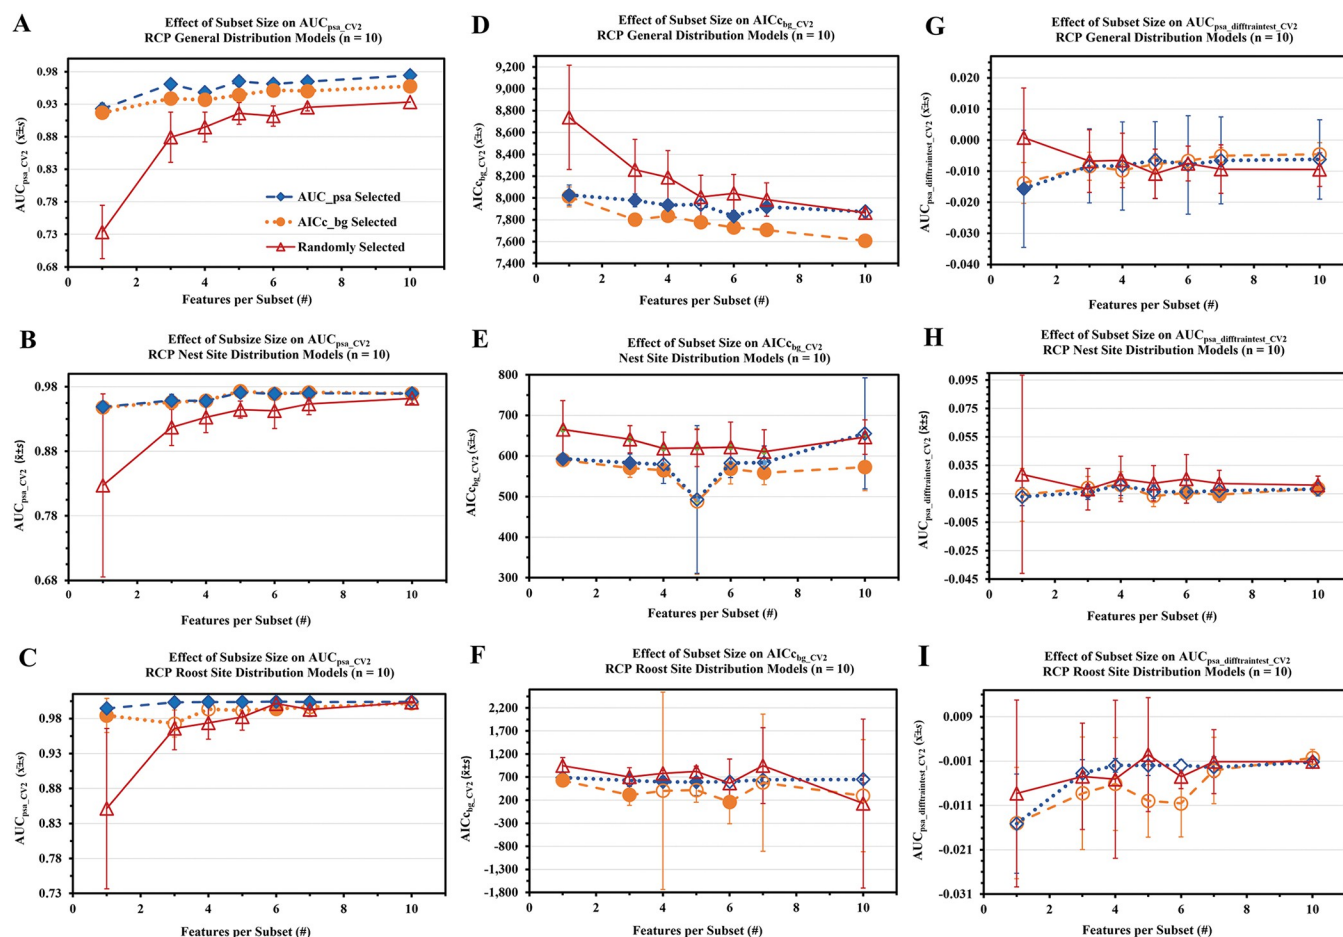 A
Effect of Subset Size on AUCpsa_CV2
RCP General Distribution Models (n = 10)
AUCpsa_CV2 (x̄±s)
0.98
0.93
0.88
0.83
0.78
0.73
0.68
AUC_psa Selected
AICc_bg Selected
Randomly Selected
0 2 4 6 8 10
Features per Subset (#)
D
Effect of Subset Size on AICcbg_CV2
RCP General Distribution Models (n = 10)
AICcbg_CV2 (x̄±s)
9,200
9,000
8,800
8,600
8,400
8,200
8,000
7,800
7,600
7,400
0 2 4 6 8 10
Features per Subset (#)
G
Effect of Subset Size on AUCpsa_difftraintest_CV2
RCP General Distribution Models (n = 10)
AUCpsa_difftraintest_CV2 (x̄±s)
0.020
0.010
0.000
-0.010
-0.020
-0.030
-0.040
0 2 4 6 8 10
Features per Subset (#)
B
Effect of Subsize Size on AUCpsa_CV2
RCP Nest Site Distribution Models (n = 10)
AUCpsa_CV2 (x̄±s)
0.98
0.88
0.78
0.68
0 2 4 6 8 10
Features per Subset (#)
E
Effect of Subset Size on AICcbg_CV2
Nest Site Distribution Models (n = 10)
AICcbg_CV2 (x̄±s)
800
700
600
500
400
300
0 2 4 6 8 10
Features per Subset (#)
H
Effect of Subset Size on AUCpsa_difftraintest_CV2
RCP Nest Site Distribution Models (n = 10)
AUCpsa_difftraintest_CV2 (x̄±s)
0.095
0.075
0.055
0.035
0.015
-0.005
-0.025
-0.045
0 2 4 6 8 10
Features per Subset (#)
C
Effect of Subsize Size on AUCpsa_CV2
RCP Roost Site Distribution Models (n = 10)
AUCpsa_CV2 (x̄±s)
0.98
0.93
0.88
0.83
0.78
0.73
0 2 4 6 8 10
Features per Subset (#)
F
Effect of Subset Size on AICcbg_CV2
RCP Roost Site Distribution Models (n = 10)
AICcbg_CV2 (x̄±s)
2,200
1,700
1,200
700
200
-300
-800
-1,300
-1,800
0 2 4 6 8 10
Features per Subset (#)
I
Effect of Subset Size on AUCpsa_difftraintest_CV2
RCP Roost Site Distribution Models (n = 10)
AUCpsa_difftraintest_CV2 (x̄±s)
0.009
-0.001
-0.011
-0.021
-0.031
0 2 4 6 8 10
Features per Subset (#)